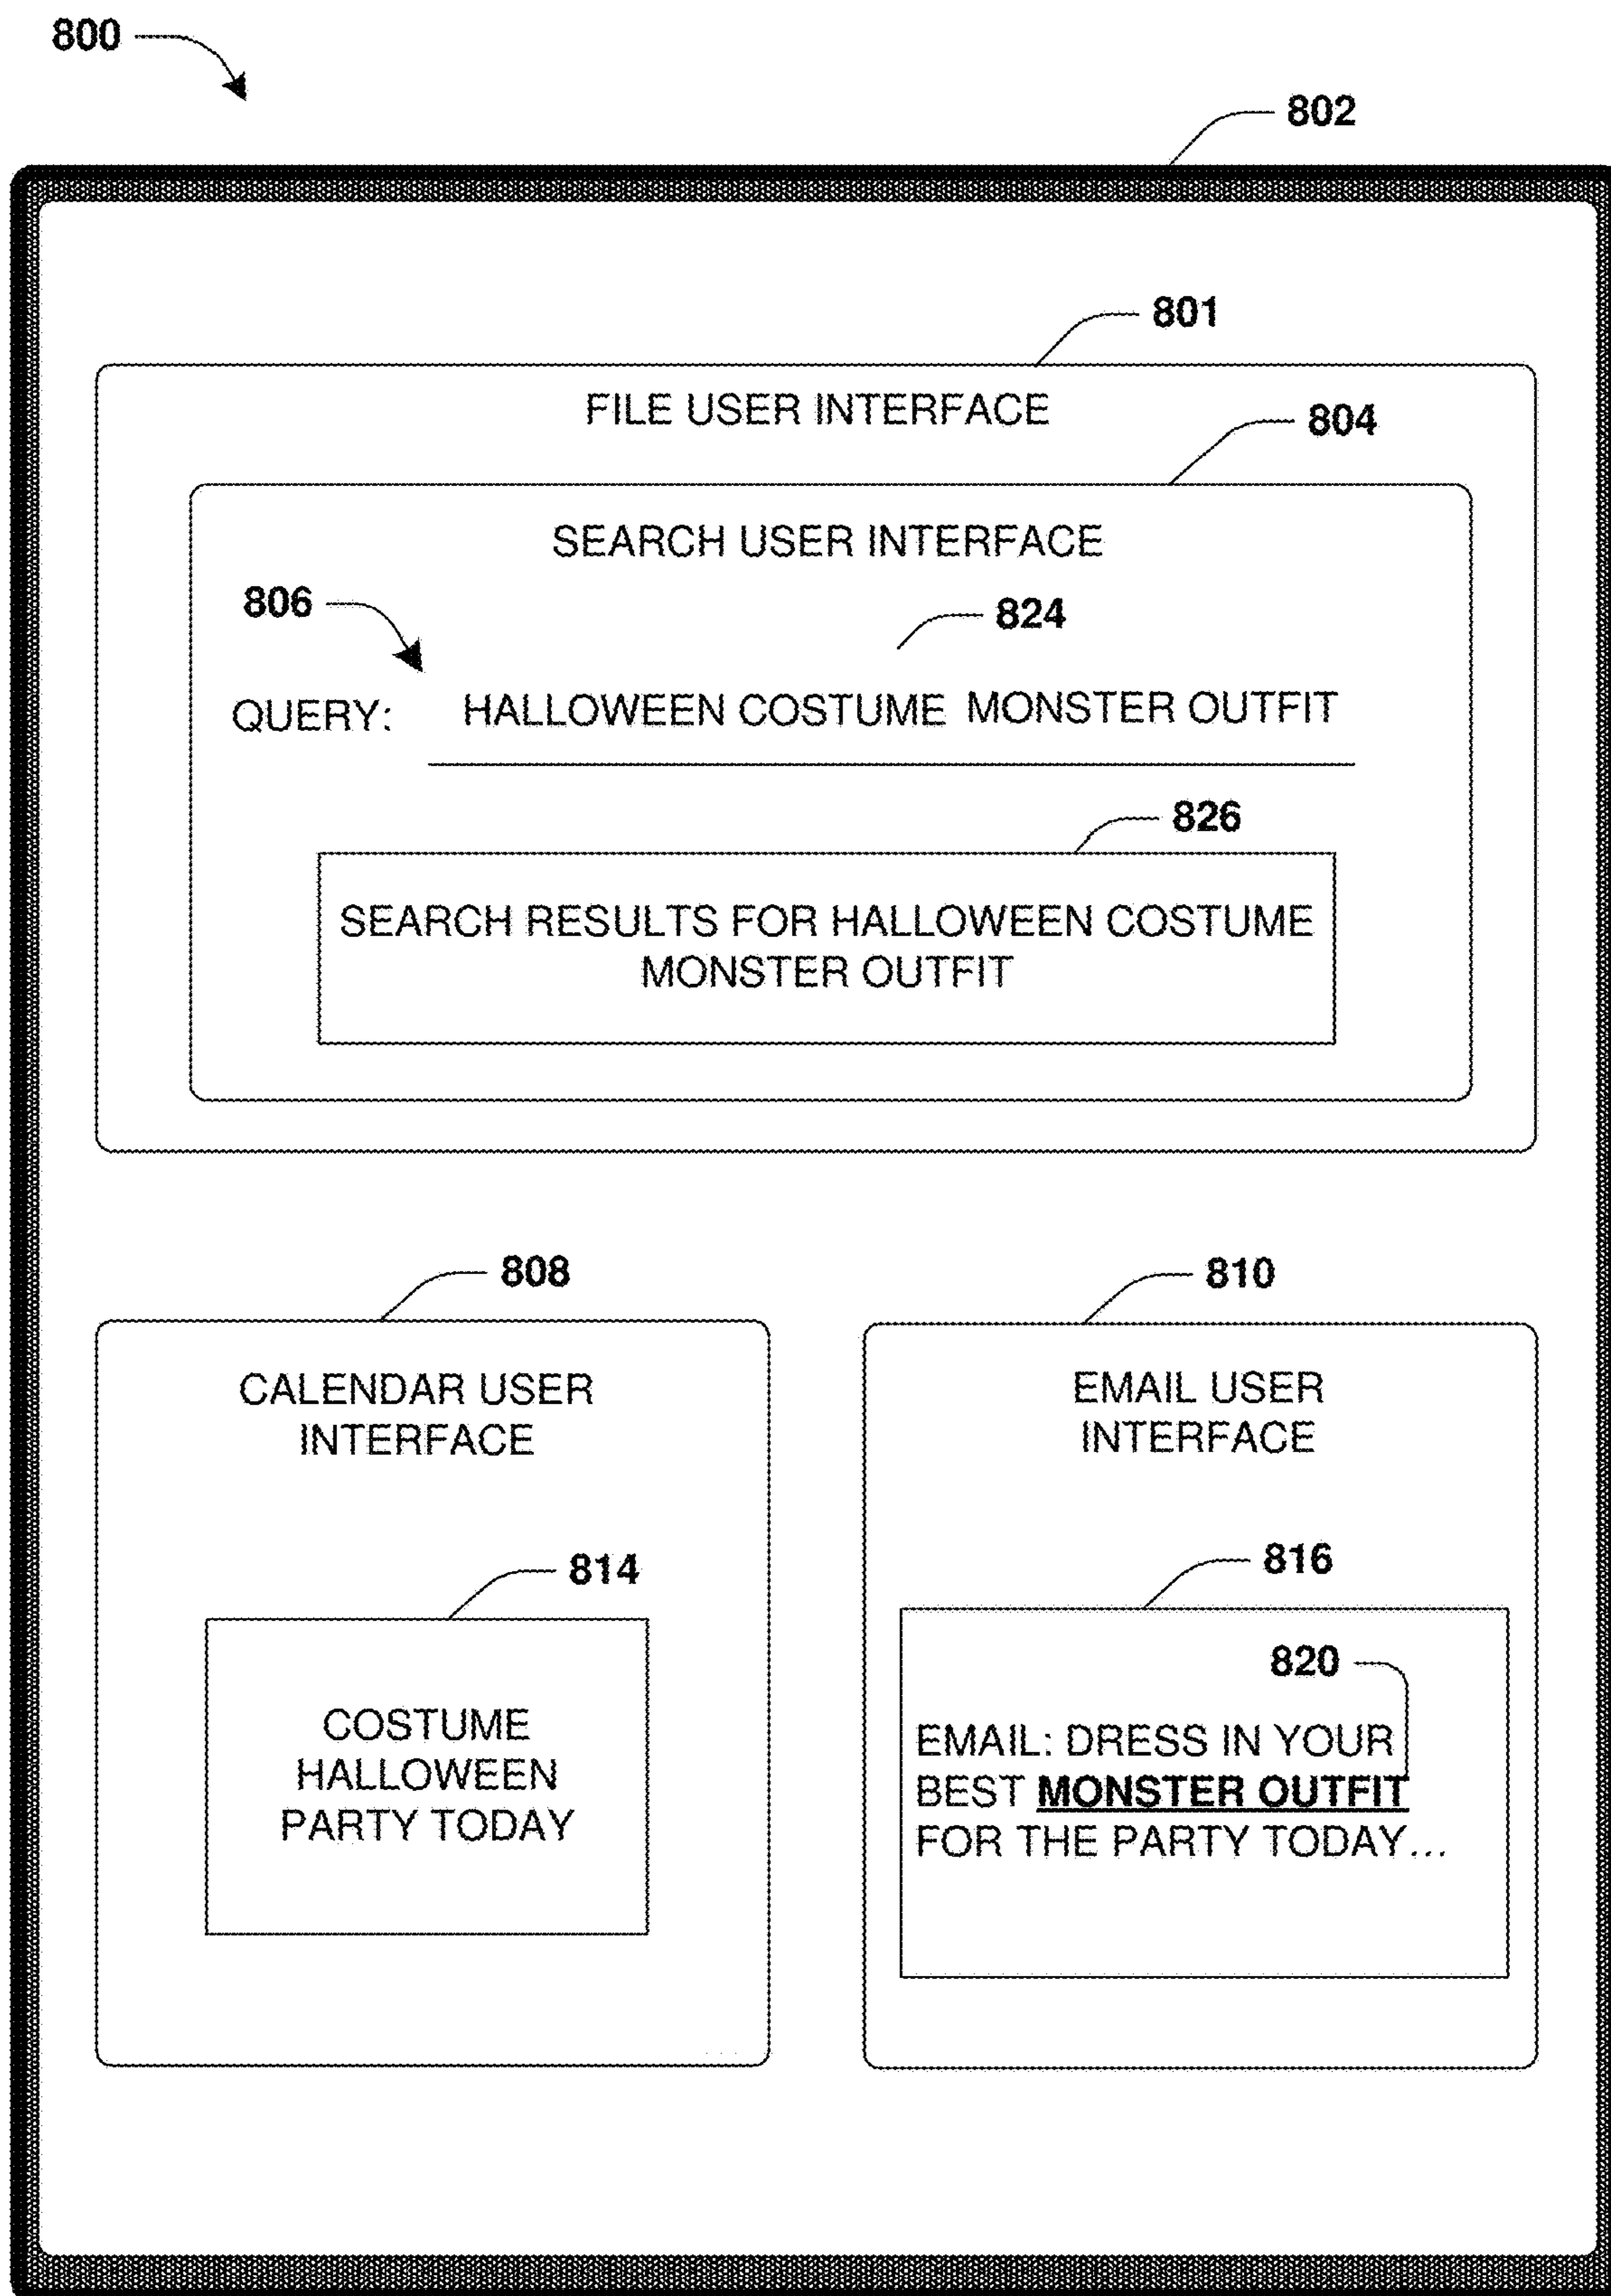 800
802
801
FILE USER INTERFACE
804
SEARCH USER INTERFACE
806
824
QUERY: HALLOWEEN COSTUME MONSTER OUTFIT
826
SEARCH RESULTS FOR HALLOWEEN COSTUME
MONSTER OUTFIT
808
CALENDAR USER
INTERFACE
814
COSTUME
HALLOWEEN
PARTY TODAY
810
EMAIL USER
INTERFACE
816
820
EMAIL: DRESS IN YOUR
BEST MONSTER OUTFIT
FOR THE PARTY TODAY...